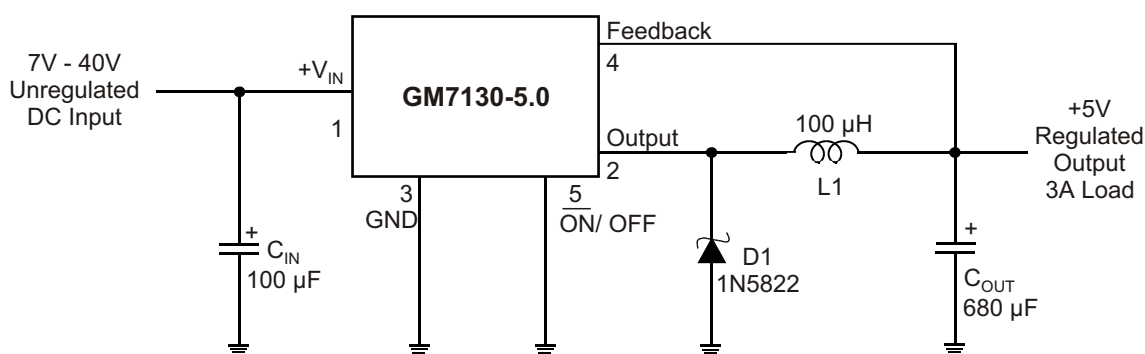 7V - 40V
Unregulated
DC Input
+V_IN
1
GM7130-5.0
Feedback
4
Output
2
3
GND
5
ON/ OFF
100 µH
L1
+5V
Regulated
Output
3A Load
+
C_IN
100 µF
D1
1N5822
+
C_OUT
680 µF